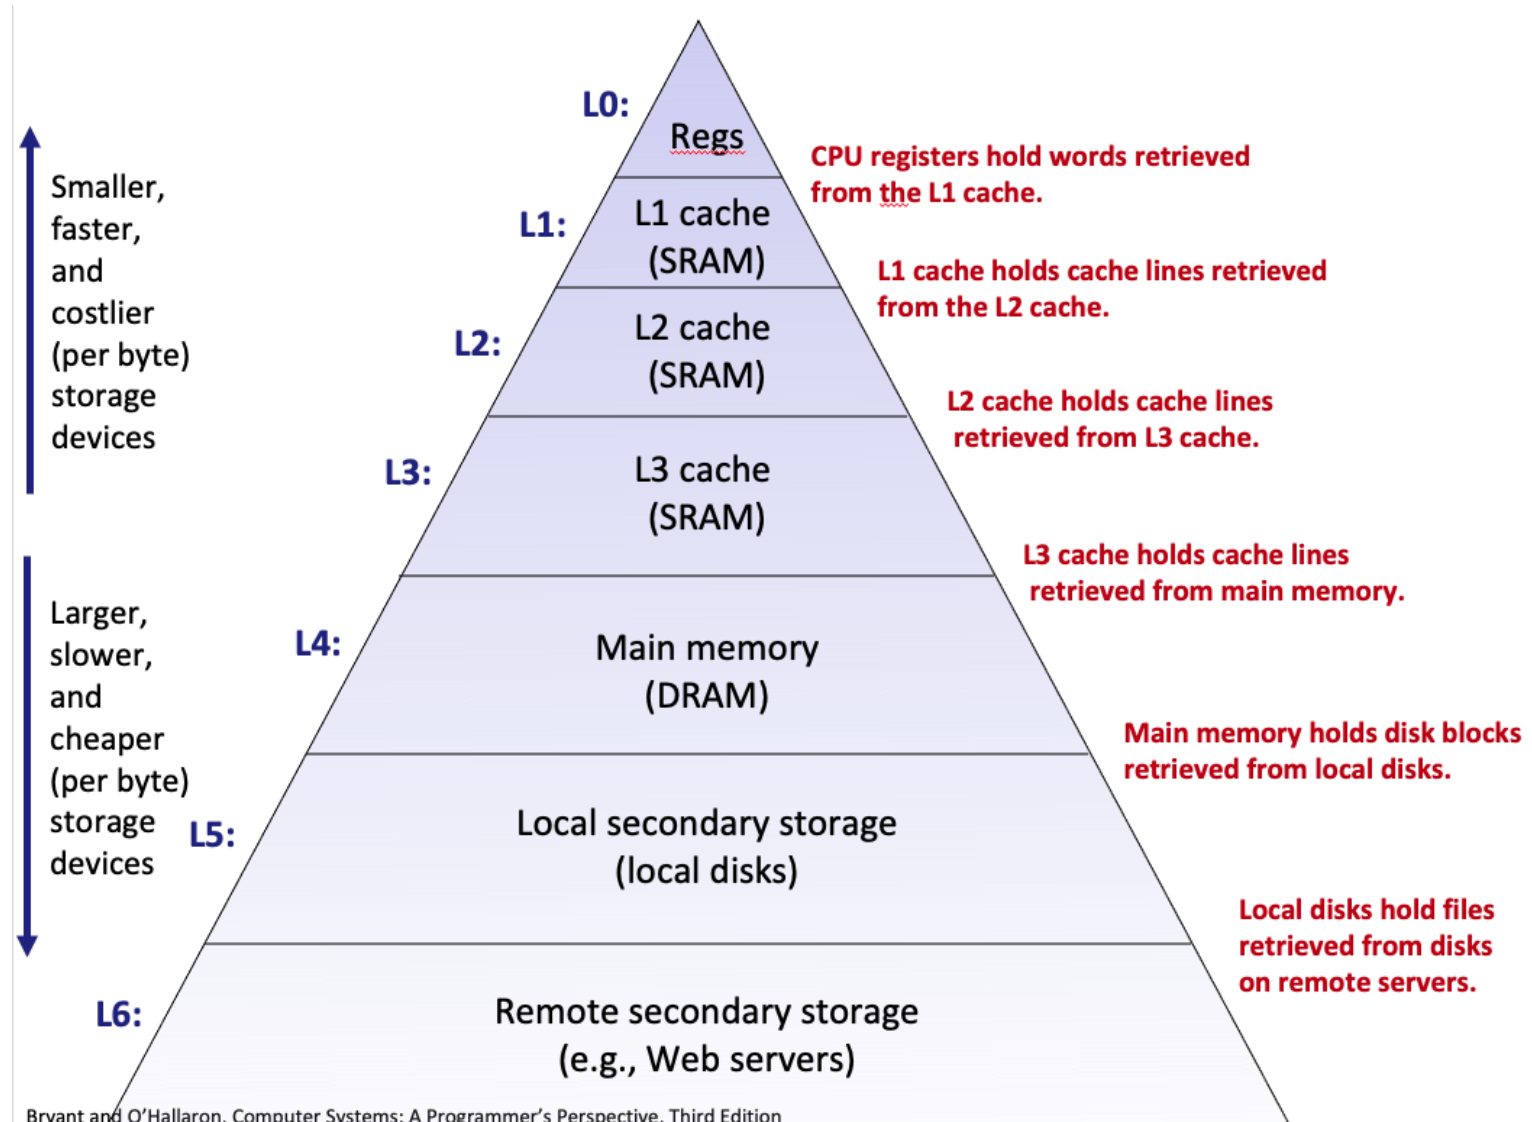 L0:
Regs
CPU registers hold words retrieved
from the L1 cache.
Smaller,
faster,
and
costlier
(per byte)
storage
devices
L1:
L1 cache
(SRAM)
L1 cache holds cache lines retrieved
from the L2 cache.
L2:
L2 cache
(SRAM)
L2 cache holds cache lines
retrieved from L3 cache.
L3:
L3 cache
(SRAM)
L3 cache holds cache lines
retrieved from main memory.
Larger,
slower,
and
cheaper
(per byte)
storage
devices
L4:
Main memory
(DRAM)
Main memory holds disk blocks
retrieved from local disks.
L5:
Local secondary storage
(local disks)
Local disks hold files
retrieved from disks
on remote servers.
L6:
Remote secondary storage
(e.g., Web servers)
Bryant and O'Hallaron, Computer Systems: A Programmer's Perspective, Third Edition